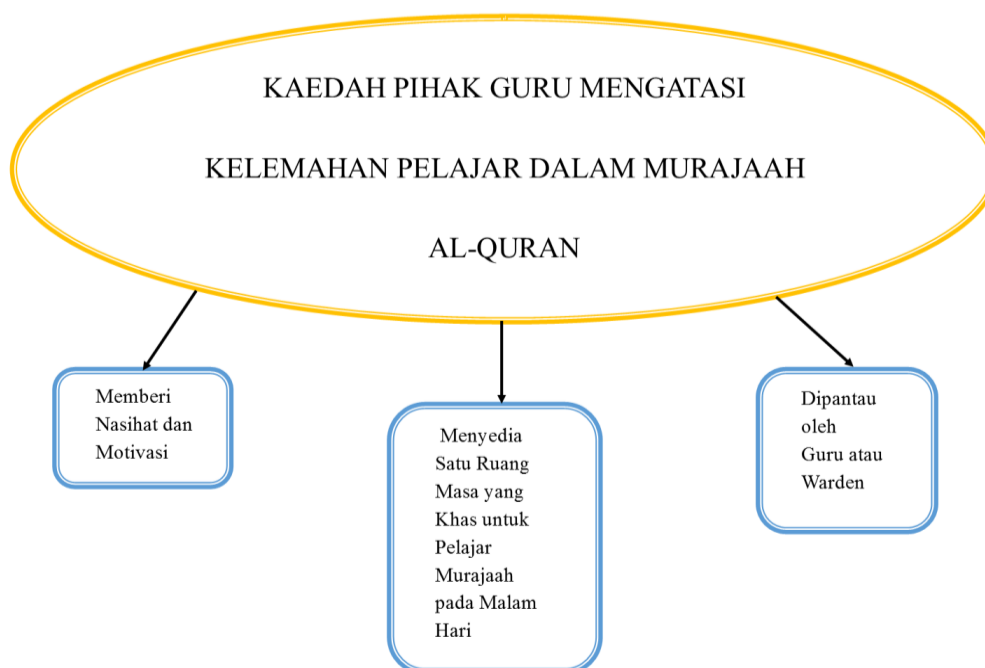 KAEDAH PIHAK GURU MENGATASI
KELEMAHAN PELAJAR DALAM MURAJAAH
AL-QURAN
Memberi
Nasihat dan
Motivasi
Menyedia
Satu Ruang
Masa yang
Khas untuk
Pelajar
Murajaah
pada Malam
Hari
Dipantau
oleh
Guru atau
Warden